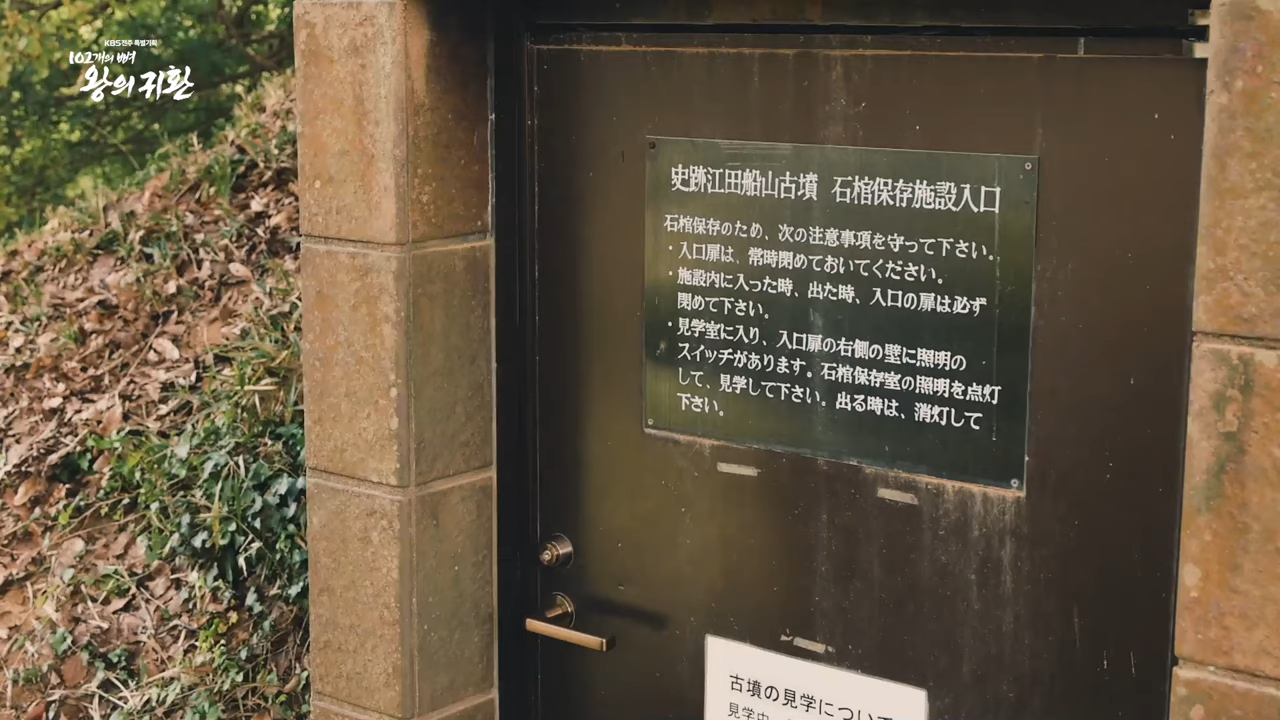 KBS전주 특별기획
102개의 뼈
왕의 귀환
史跡江田船山古墳 石棺保存施設入口
石棺保存のため、次の注意事項を守って下さい。
・入口扉は、常時閉めておいてください。
・施設内に入った時、出た時、入口の扉は必ず
閉めて下さい。
・見学室に入り、入口扉の右側の壁に照明の
スイッチがあります。石棺保存室の照明を点灯
して、見学して下さい。出る時は、消灯して
下さい。
古墳の見学について
見学中